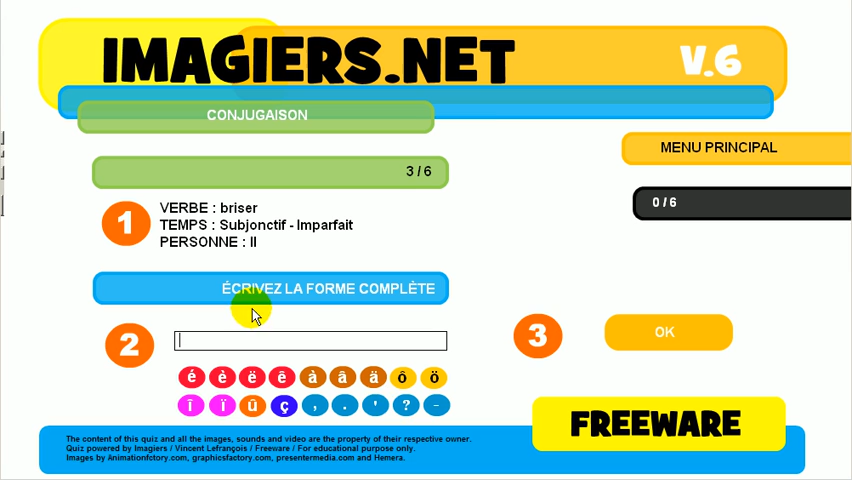 IMAGIERS.NET
V.6
CONJUGAISON
MENU PRINCIPAL
3 / 6
0 / 6
1
VERBE : briser
TEMPS : Subjonctif - Imparfait
PERSONNE : II
ÉCRIVEZ LA FORME COMPLÈTE
2
3
OK
é è ë ê à â ä ô ö
î ï û ç , . ' ? -
FREEWARE
The content of this quiz and all the images, sounds and video are the property of their respective owner.
Quiz powered by Imagiers / Vincent Lefrançois / Freeware / For educational purpose only.
Images by Animationfctory.com, graphicsfactory.com, presentermedia.com and Hemera.